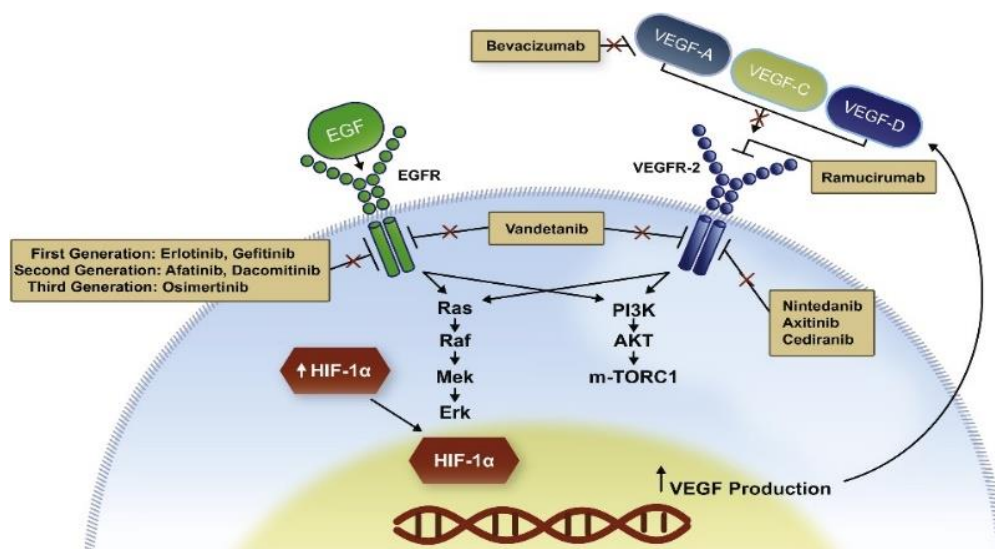 Bevacizumab
VEGF-A
VEGF-C
VEGF-D
EGF
EGFR
VEGFR-2
Ramucirumab
First Generation: Erlotinib, Gefitinib
Second Generation: Afatinib, Dacomitinib
Third Generation: Osimertinib
Vandetanib
Nintedanib
Axitinib
Cediranib
Ras
Raf
Mek
Erk
PI3K
AKT
m-TORC1
↑ HIF-1α
HIF-1α
↑ VEGF Production